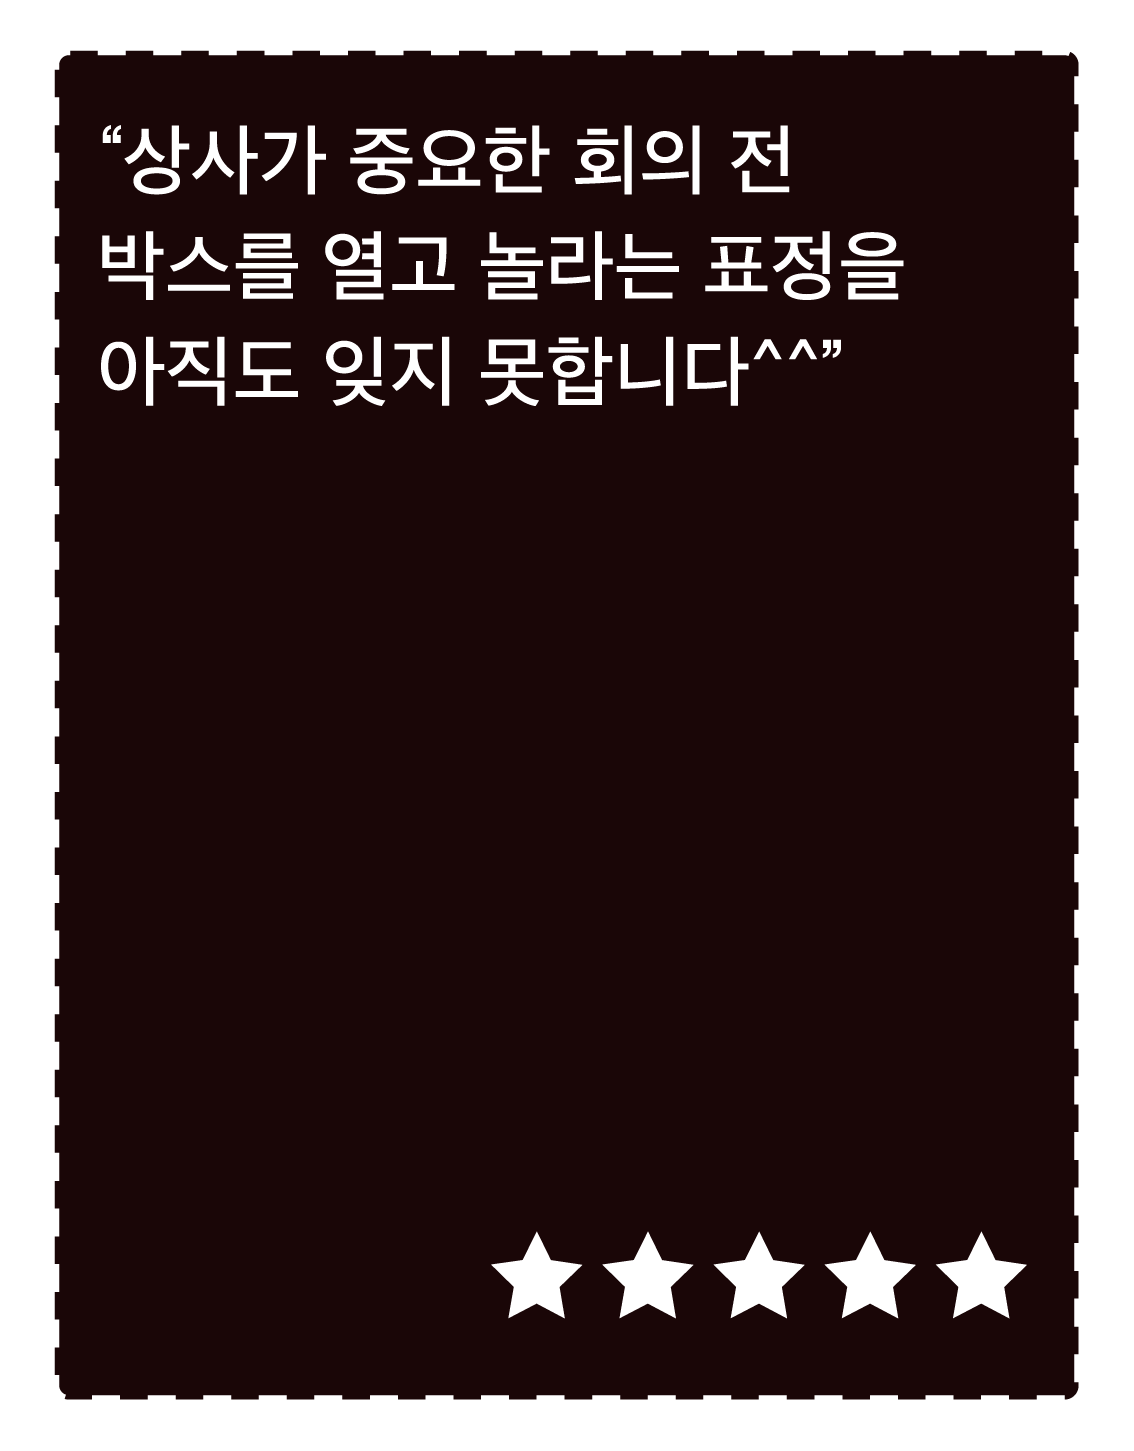 “상사가 중요한 회의 전
박스를 열고 놀라는 표정을
아직도 잊지 못합니다^^”